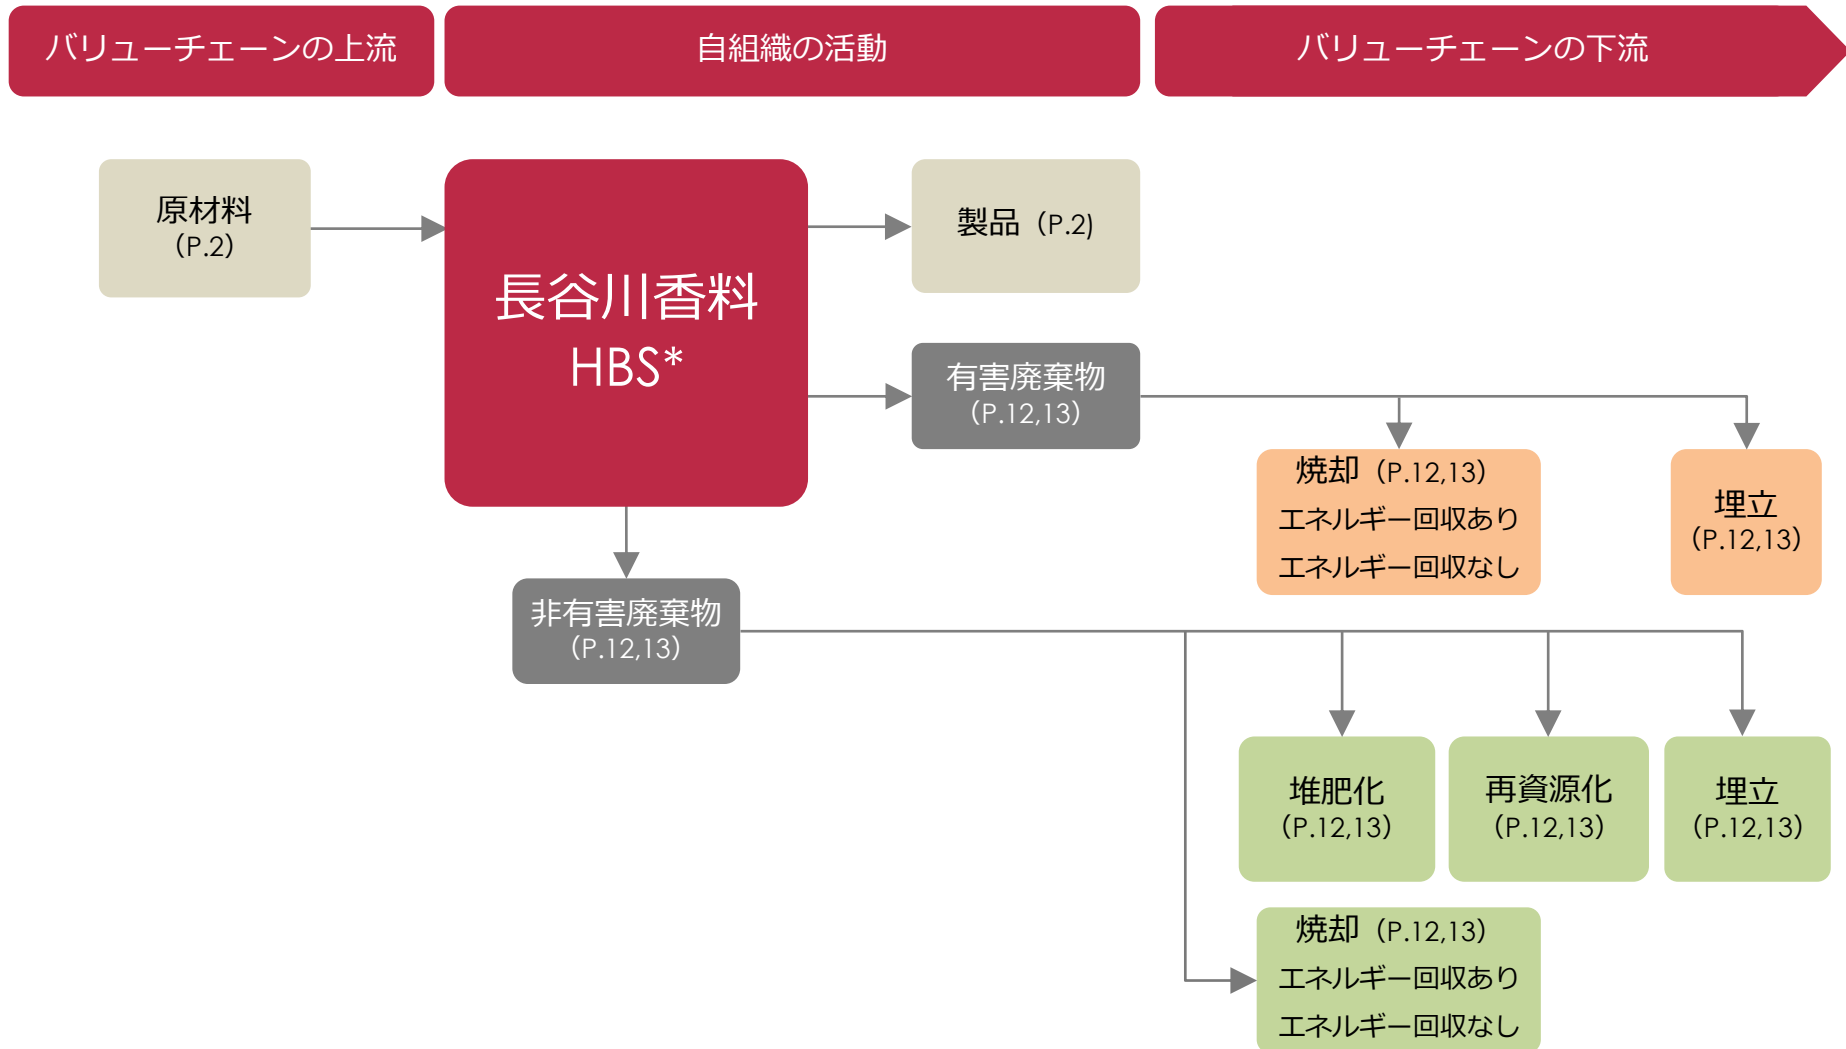 バリューチェーンの上流
自組織の活動
バリューチェーンの下流
原材料
（P.2）
長谷川香料
HBS*
製品（P.2)
有害廃棄物
（P.12,13）
焼却（P.12,13）
エネルギー回収あり
エネルギー回収なし
埋立
（P.12,13）
非有害廃棄物
（P.12,13）
堆肥化
（P.12,13）
再資源化
（P.12,13）
埋立
（P.12,13）
焼却（P.12,13）
エネルギー回収あり
エネルギー回収なし